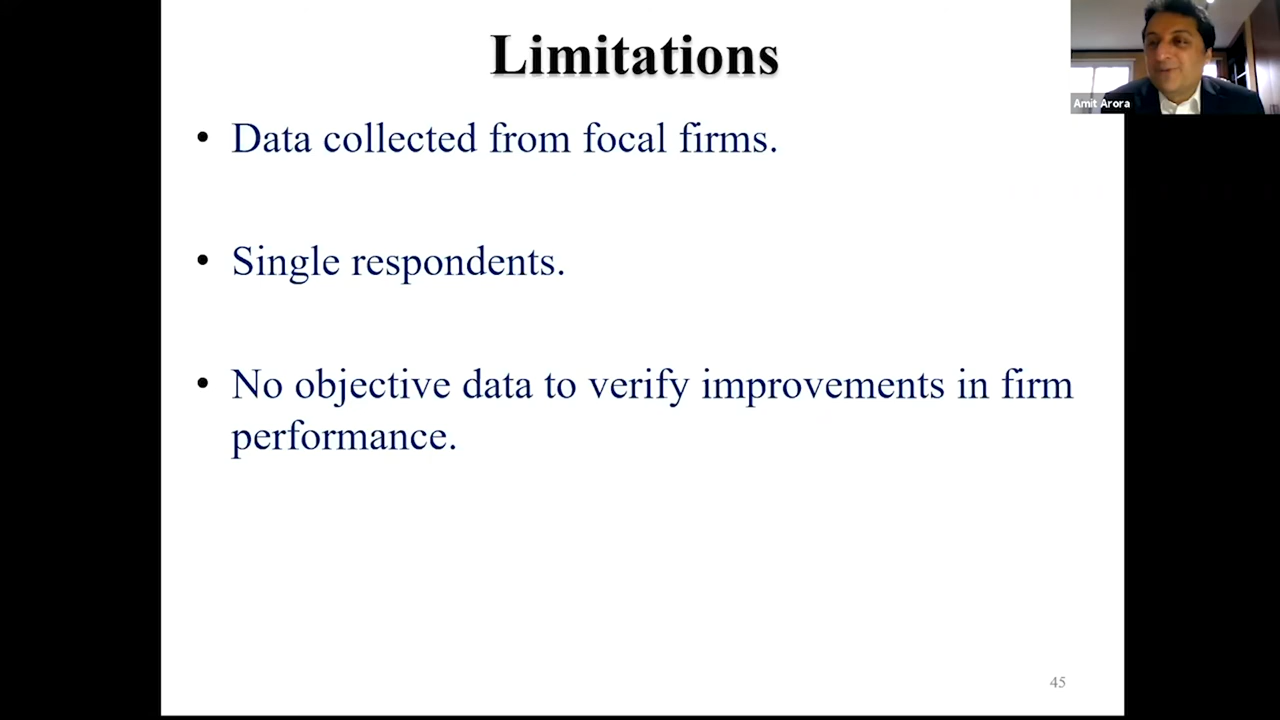 Limitations
Amit Arora
• Data collected from focal firms.
• Single respondents.
• No objective data to verify improvements in firm
performance.
45